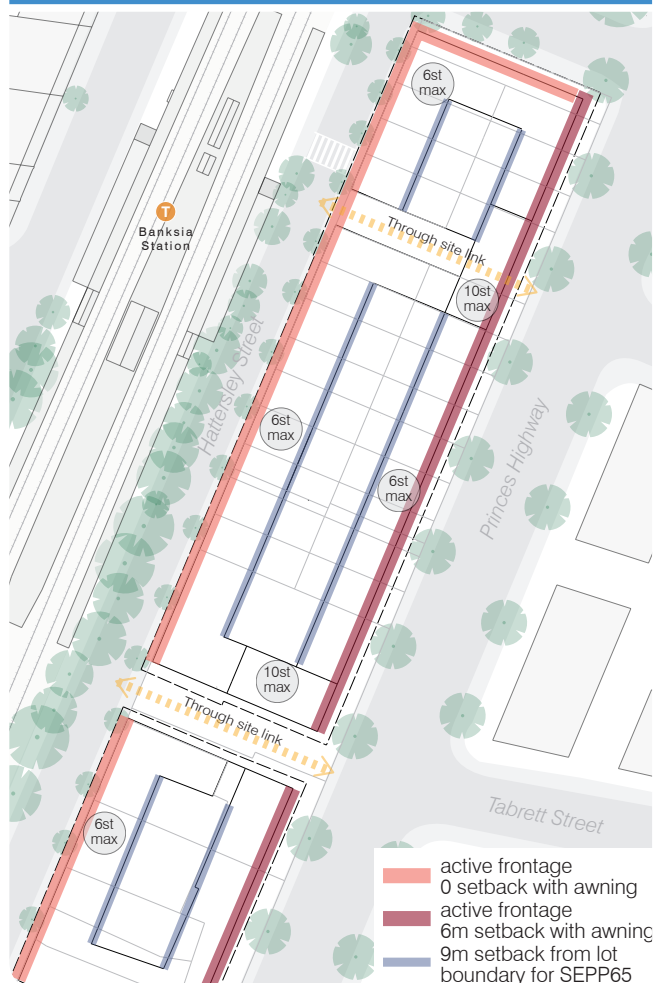 6st
max
T
Banksia
Station
Through site link
10st
max
Hattersley Street
6st
max
6st
max
Princes Highway
10st
max
Through site link
6st
max
Tabrett Street
active frontage
0 setback with awning
active frontage
6m setback with awning
9m setback from lot
boundary for SEPP65